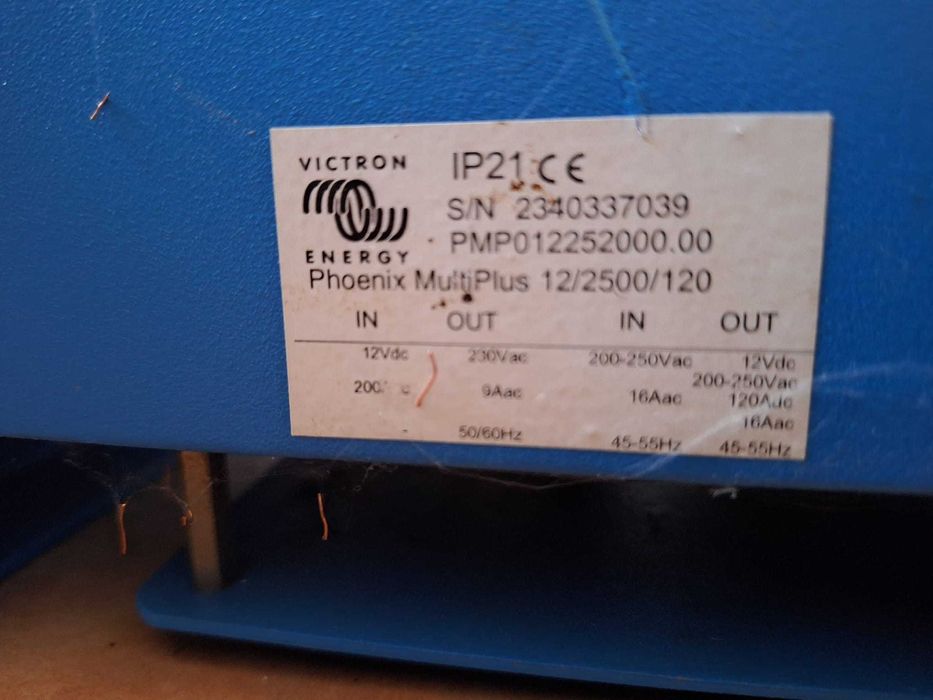 VICTRON
ENERGY
IP21 CE
S/N 2340337039
PMP012252000.00
Phoenix MultiPlus 12/2500/120
IN OUT IN OUT
12Vdc 230Vac 200-250Vac 12Vdc
200-250Vac
9Aac 16Aac 120Adc
16Aac
50/60Hz 45-55Hz 45-55Hz